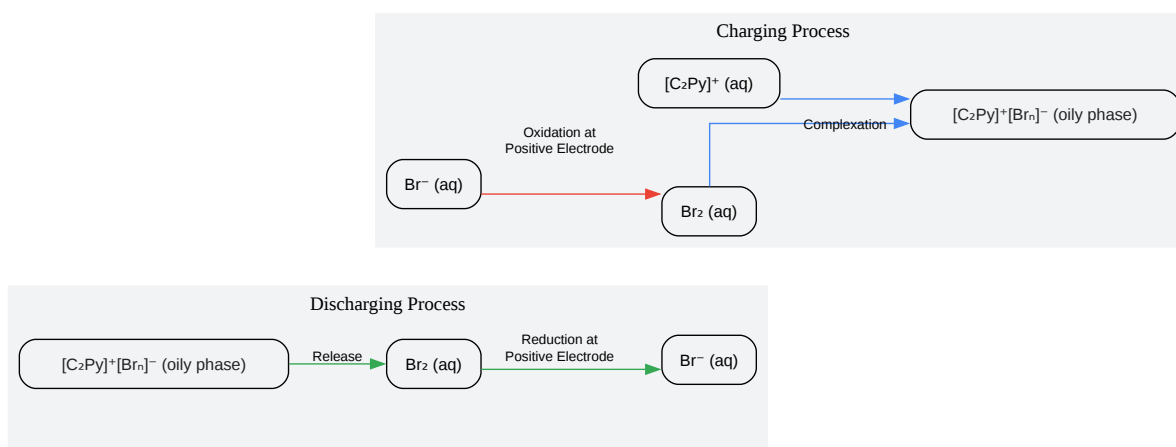 Charging Process
[C₂Py]⁺ (aq)
[C₂Py]⁺[Brₙ]⁻ (oily phase)
Complexation
Oxidation at
Positive Electrode
Br⁻ (aq)
Br₂ (aq)
Discharging Process
[C₂Py]⁺[Brₙ]⁻ (oily phase)
Release
Br₂ (aq)
Reduction at
Positive Electrode
Br⁻ (aq)